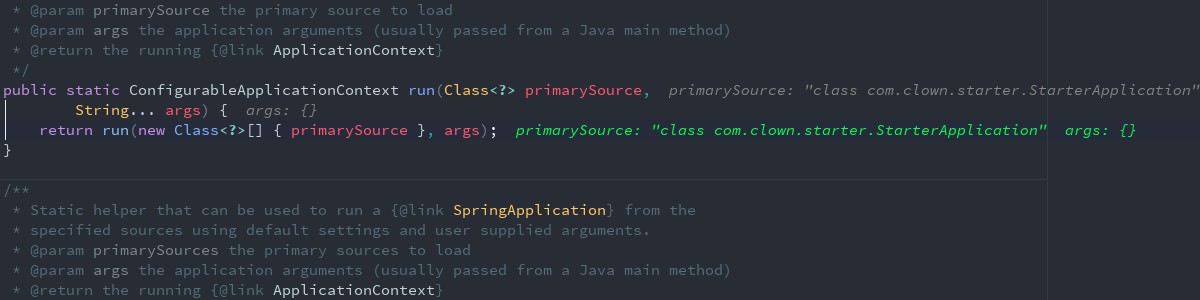 * @param primarySource the primary source to load
* @param args the application arguments (usually passed from a Java main method)
* @return the running {@link ApplicationContext}
*/
public static ConfigurableApplicationContext run(Class<?> primarySource,  primarySource: "class com.clown.starter.StarterApplication"
String... args) {  args: {}
return run(new Class<?>[] { primarySource }, args);  primarySource: "class com.clown.starter.StarterApplication"  args: {}
}
/**
* Static helper that can be used to run a {@link SpringApplication} from the
* specified sources using default settings and user supplied arguments.
* @param primarySources the primary sources to load
* @param args the application arguments (usually passed from a Java main method)
* @return the running {@link ApplicationContext}